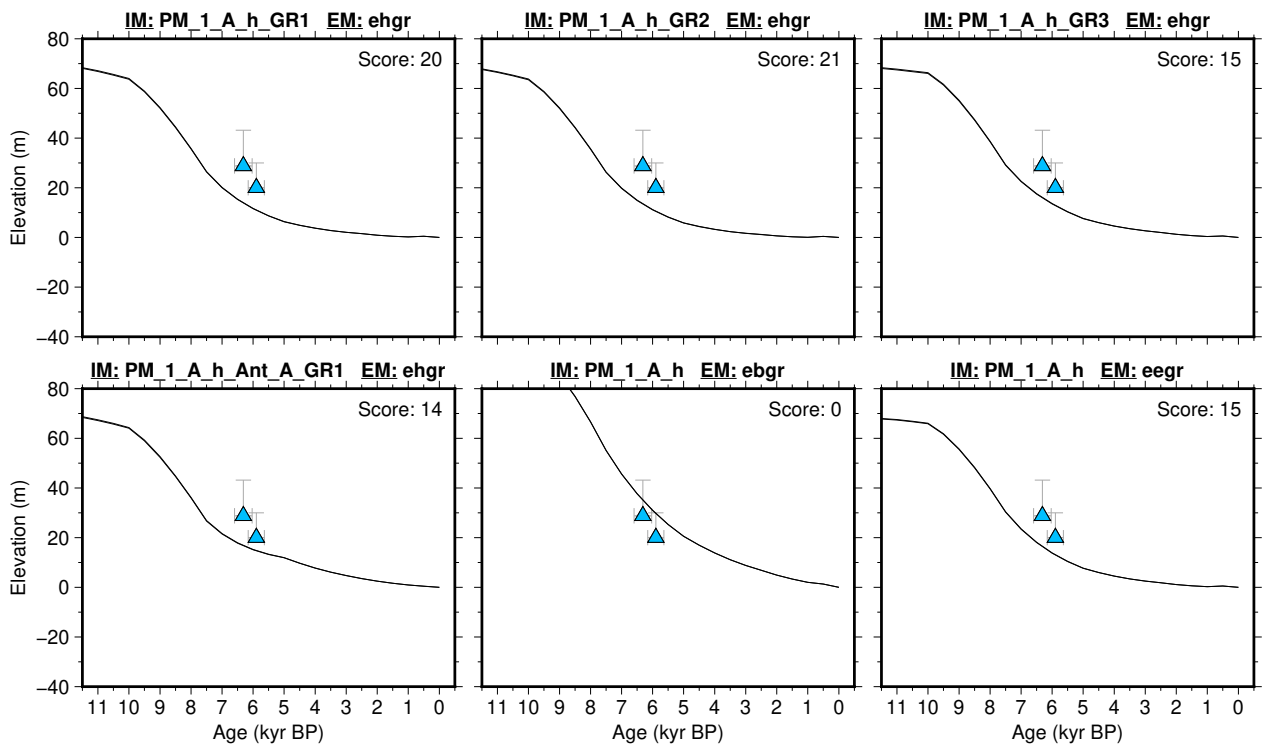 IM: PM_1_A_h_GR1 EM: ehgr
IM: PM_1_A_h_GR2 EM: ehgr
IM: PM_1_A_h_GR3 EM: ehgr
80
60
40
20
0
−20
−40
Elevation (m)
Score: 20
Score: 21
Score: 15
IM: PM_1_A_h_Ant_A_GR1 EM: ehgr
IM: PM_1_A_h EM: ebgr
IM: PM_1_A_h EM: eegr
80
60
40
20
0
−20
−40
Elevation (m)
Score: 14
Score: 0
Score: 15
11 10 9 8 7 6 5 4 3 2 1 0
11 10 9 8 7 6 5 4 3 2 1 0
11 10 9 8 7 6 5 4 3 2 1 0
Age (kyr BP)
Age (kyr BP)
Age (kyr BP)